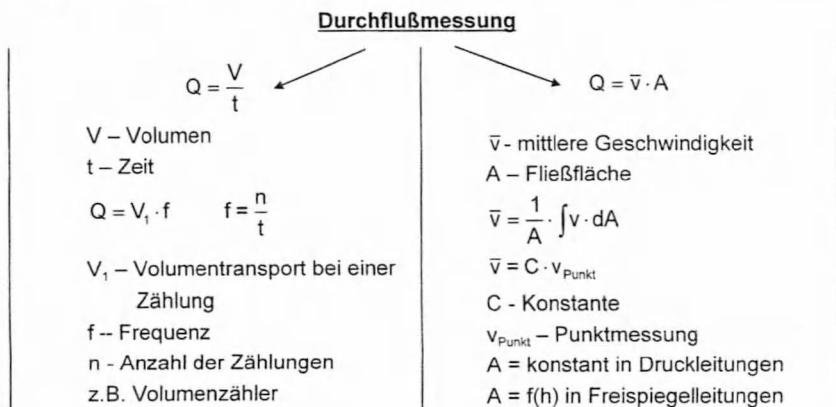 Durchflußmessung
Q = V/t
V – Volumen
t – Zeit
Q = V₁ · f f = n/t
V₁ – Volumentransport bei einer
Zählung
f -- Frequenz
n - Anzahl der Zählungen
z.B. Volumenzähler
Q = v̅ · A
v̅ - mittlere Geschwindigkeit
A – Fließfläche
v̅ = 1/A · ∫v · dA
v̅ = C · v_Punkt
C - Konstante
v_Punkt – Punktmessung
A = konstant in Druckleitungen
A = f(h) in Freispiegelleitungen